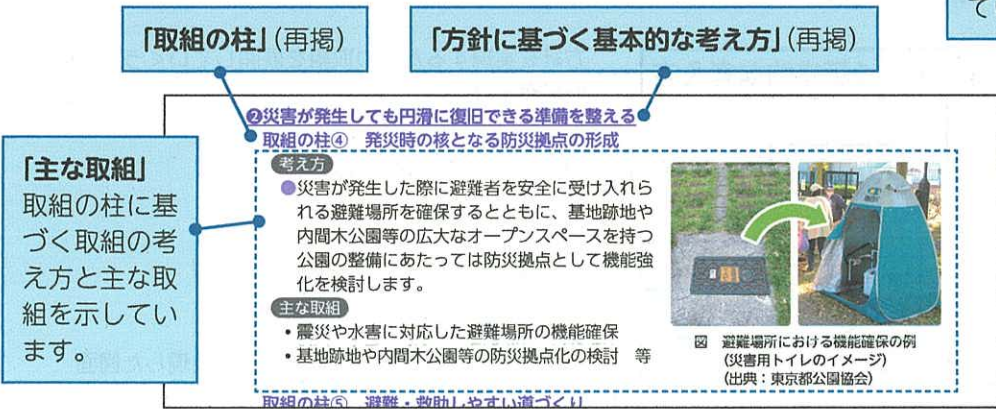 て
「取組の柱」(再掲)
「方針に基づく基本的な考え方」(再掲)
❷災害が発生しても円滑に復旧できる準備を整える
取組の柱④ 発災時の核となる防災拠点の形成
「主な取組」
取組の柱に基
づく取組の考
え方と主な取
組を示してい
ます。
考え方
●災害が発生した際に避難者を安全に受け入れら
れる避難場所を確保するとともに、基地跡地や
内間木公園等の広大なオープンスペースを持つ
公園の整備にあたっては防災拠点として機能強
化を検討します。
主な取組
・震災や水害に対応した避難場所の機能確保
・基地跡地や内間木公園等の防災拠点化の検討 等
図 避難場所における機能確保の例
(災害用トイレのイメージ)
(出典:東京都公園協会)
取組の柱⑤ 避難・救助しやすい道づくり